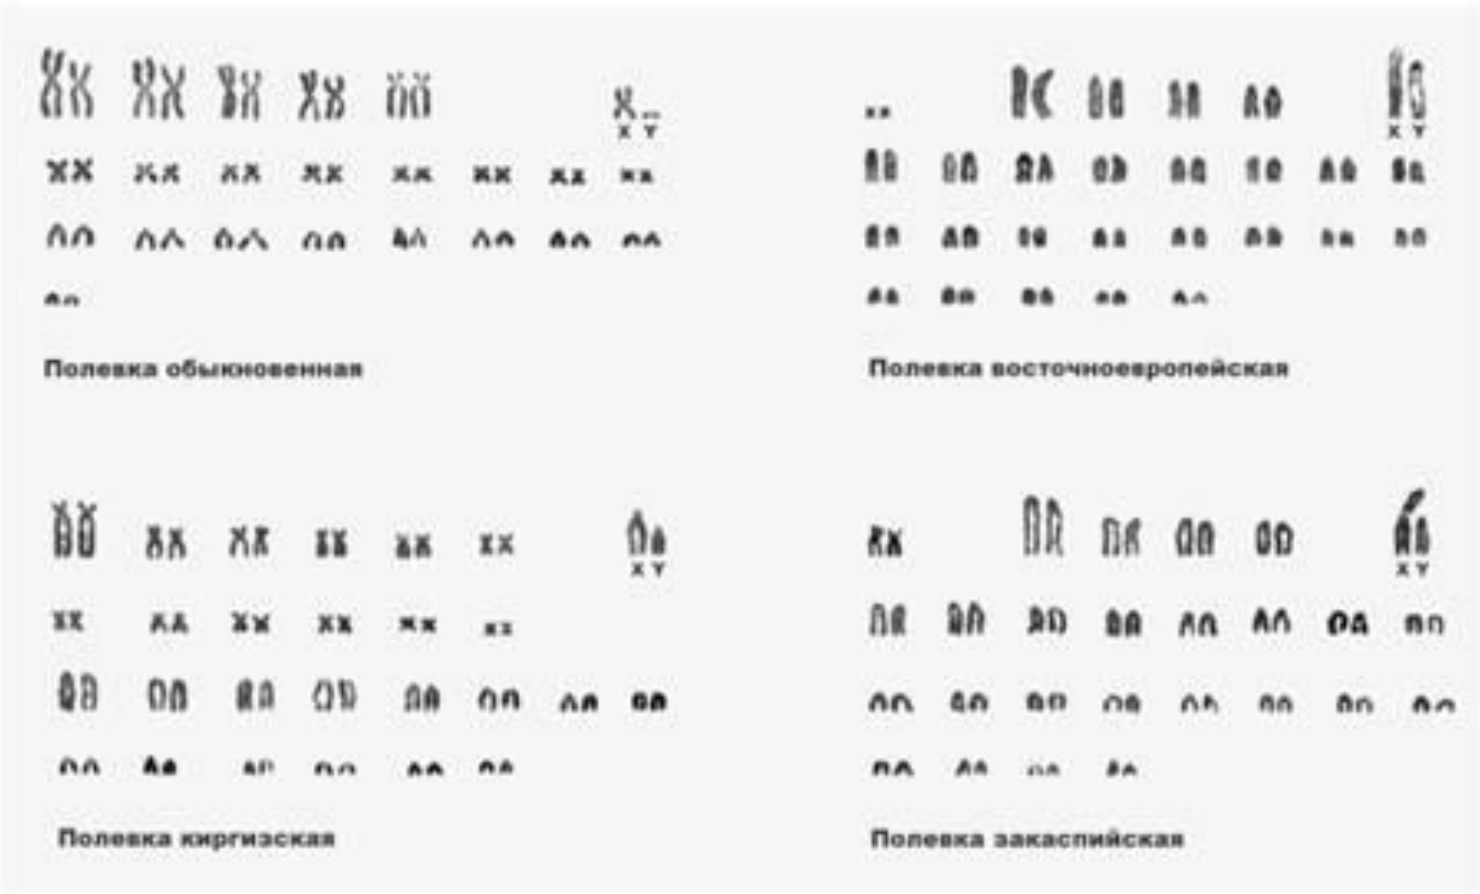 X Y
X Y
Полевка обыкновенная
Полевка восточноевропейская
X Y
X Y
Полевка киргизская
Полевка закаспийская